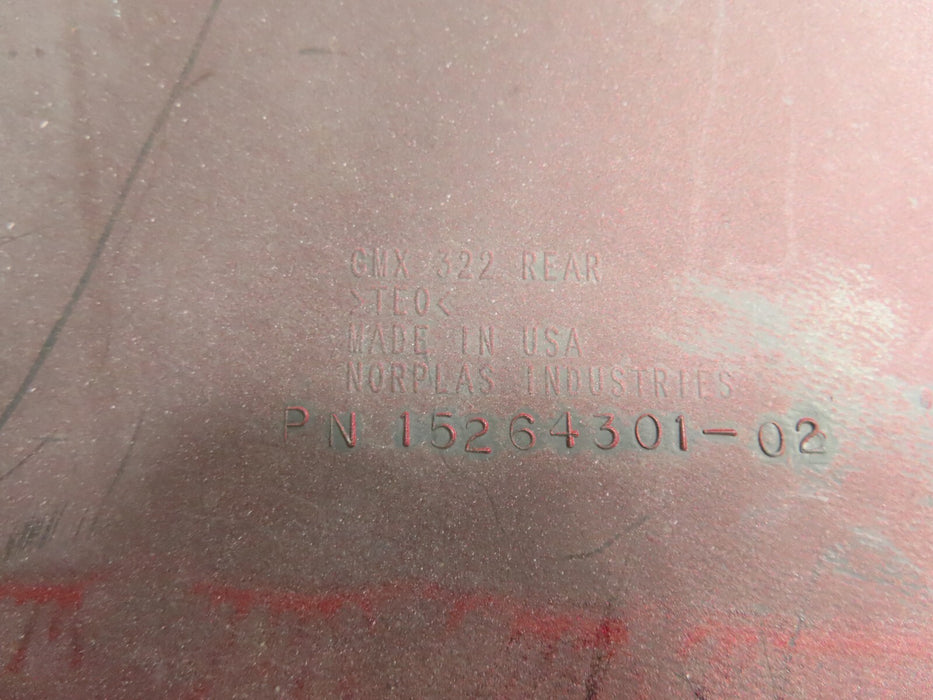 GMX 322 REAR
>TEO<
MADE IN USA
NORPLAS INDUSTRIES
PN 15264301-02